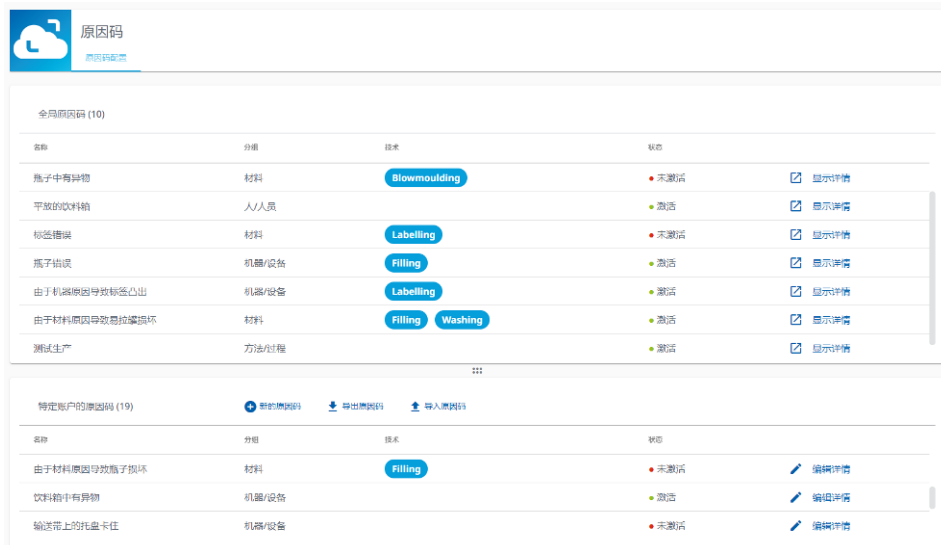 原因码
原因码配置
全局原因码 (10)
名称 分组 技术 状态
瓶子中有异物 材料 Blowmoulding 未激活 显示详情
平放的饮料箱 人/人员 激活 显示详情
标签错误 材料 Labelling 未激活 显示详情
瓶子错误 机器/设备 Filling 激活 显示详情
由于机器原因导致标签凸出 机器/设备 Labelling 激活 显示详情
由于材料原因导致易拉罐损坏 材料 Filling Washing 激活 显示详情
测试生产 方法/过程 激活 显示详情
特定账户的原因码 (19) 新的原因码 导出原因码 导入原因码
名称 分组 技术 状态
由于材料原因导致瓶子损坏 材料 Filling 未激活 编辑详情
饮料箱中有异物 机器/设备 激活 编辑详情
输送带上的托盘卡住 机器/设备 未激活 编辑详情